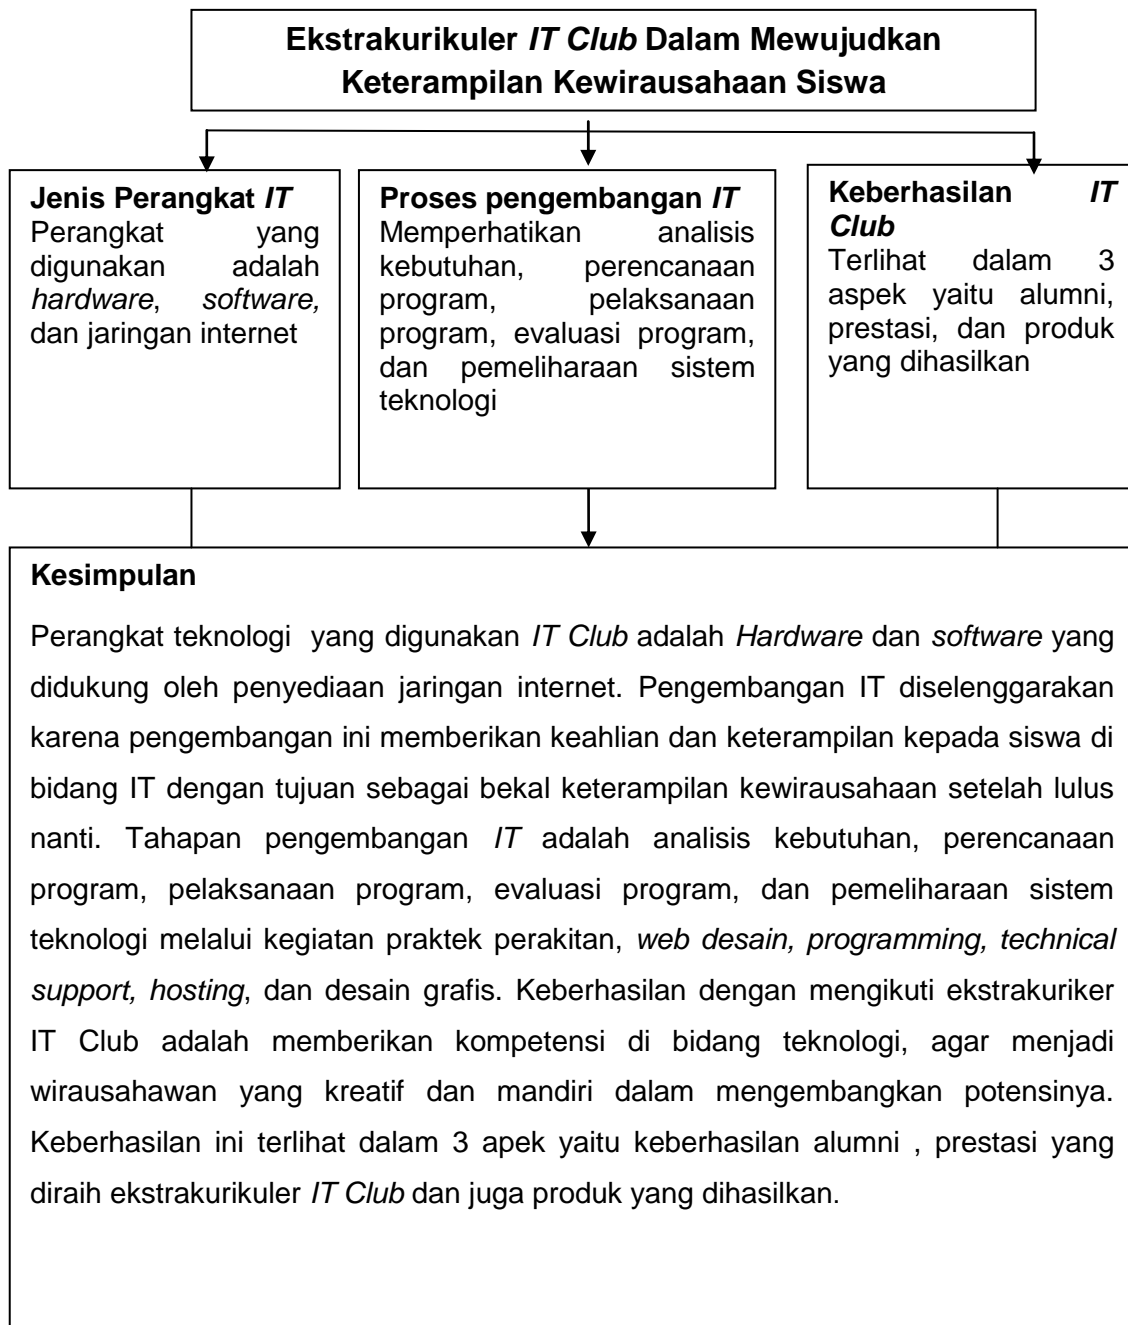 Ekstrakurikuler IT Club Dalam Mewujudkan
Keterampilan Kewirausahaan Siswa
Jenis Perangkat IT
Perangkat yang
digunakan adalah
hardware, software,
dan jaringan internet
Proses pengembangan IT
Memperhatikan analisis
kebutuhan, perencanaan
program, pelaksanaan
program, evaluasi program,
dan pemeliharaan sistem
teknologi
Keberhasilan IT
Club
Terlihat dalam 3
aspek yaitu alumni,
prestasi, dan produk
yang dihasilkan
Kesimpulan
Perangkat teknologi yang digunakan IT Club adalah Hardware dan software yang
didukung oleh penyediaan jaringan internet. Pengembangan IT diselenggarakan
karena pengembangan ini memberikan keahlian dan keterampilan kepada siswa di
bidang IT dengan tujuan sebagai bekal keterampilan kewirausahaan setelah lulus
nanti. Tahapan pengembangan IT adalah analisis kebutuhan, perencanaan
program, pelaksanaan program, evaluasi program, dan pemeliharaan sistem
teknologi melalui kegiatan praktek perakitan, web desain, programming, technical
support, hosting, dan desain grafis. Keberhasilan dengan mengikuti ekstrakuriker
IT Club adalah memberikan kompetensi di bidang teknologi, agar menjadi
wirausahawan yang kreatif dan mandiri dalam mengembangkan potensinya.
Keberhasilan ini terlihat dalam 3 apek yaitu keberhasilan alumni , prestasi yang
diraih ekstrakurikuler IT Club dan juga produk yang dihasilkan.